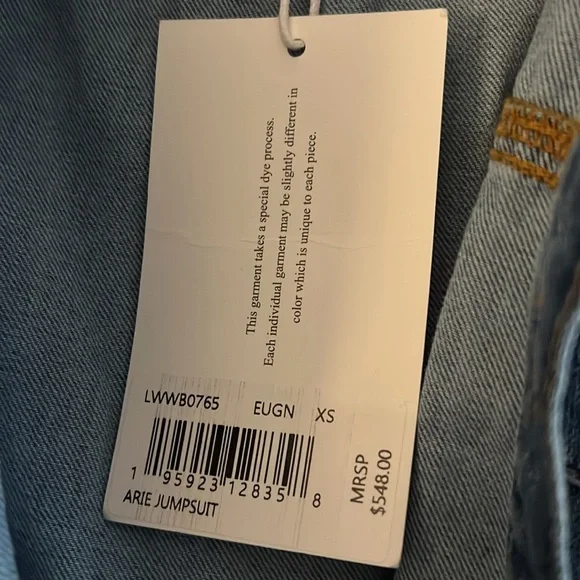 This garment takes a special dye process.
Each individual garment may be slightly different in
color which is unique to each piece.
LWWB0765 EUGN XS
1 95923 12835 8
ARIE JUMPSUIT
MRSP
$548.00